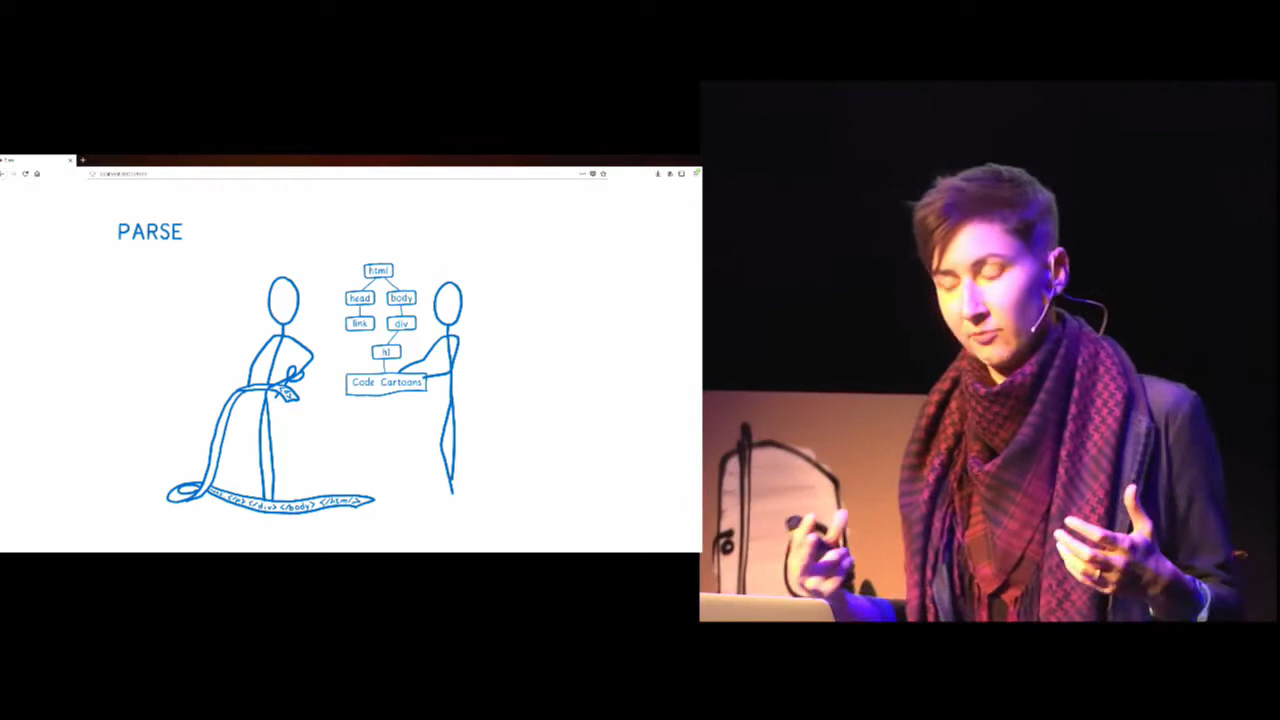 PARSE
html
head body
link div
h1
Code Cartoons
</p></div></body> </html>